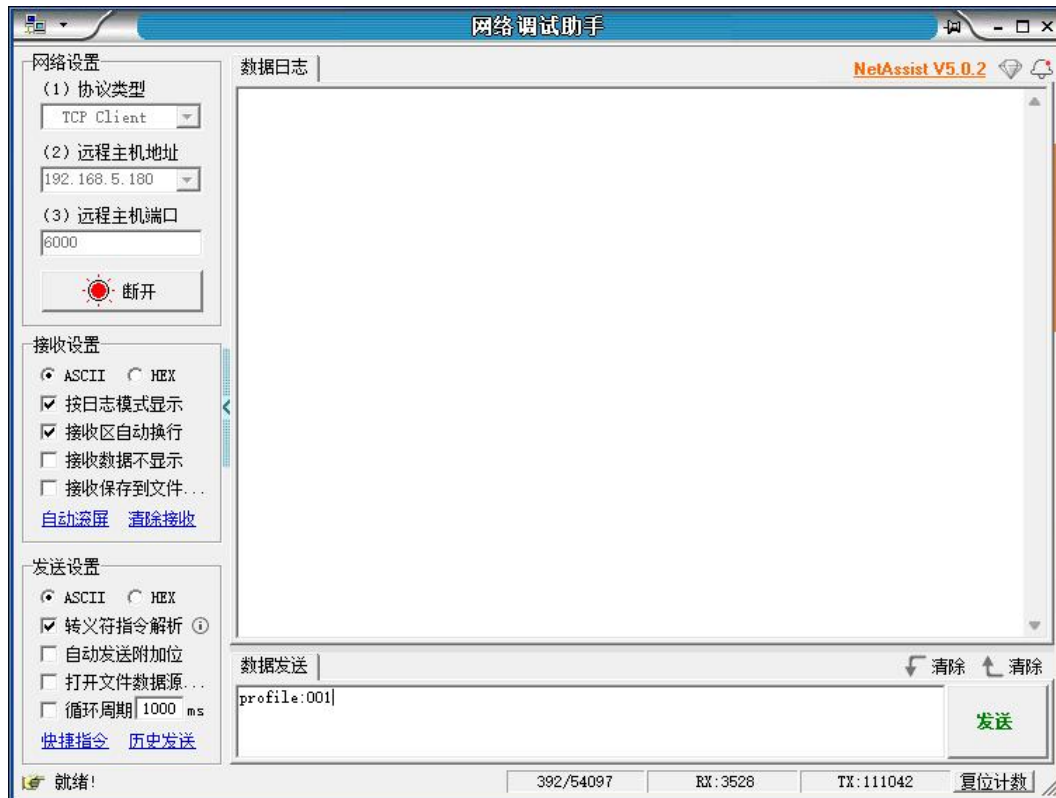 网络调试助手
网络设置
(1) 协议类型
TCP Client
(2) 远程主机地址
192.168.5.180
(3) 远程主机端口
6000
断开
接收设置
ASCII HEX
按日志模式显示
接收区自动换行
接收数据不显示
接收保存到文件...
自动滚屏 清除接收
发送设置
ASCII HEX
转义符指令解析
自动发送附加位
打开文件数据源...
循环周期 1000 ms
快捷指令 历史发送
数据日志 NetAssist V5.0.2
数据发送 清除 清除
profile:001
发送
就绪! 392/54097 RX:3528 TX:111042 复位计数